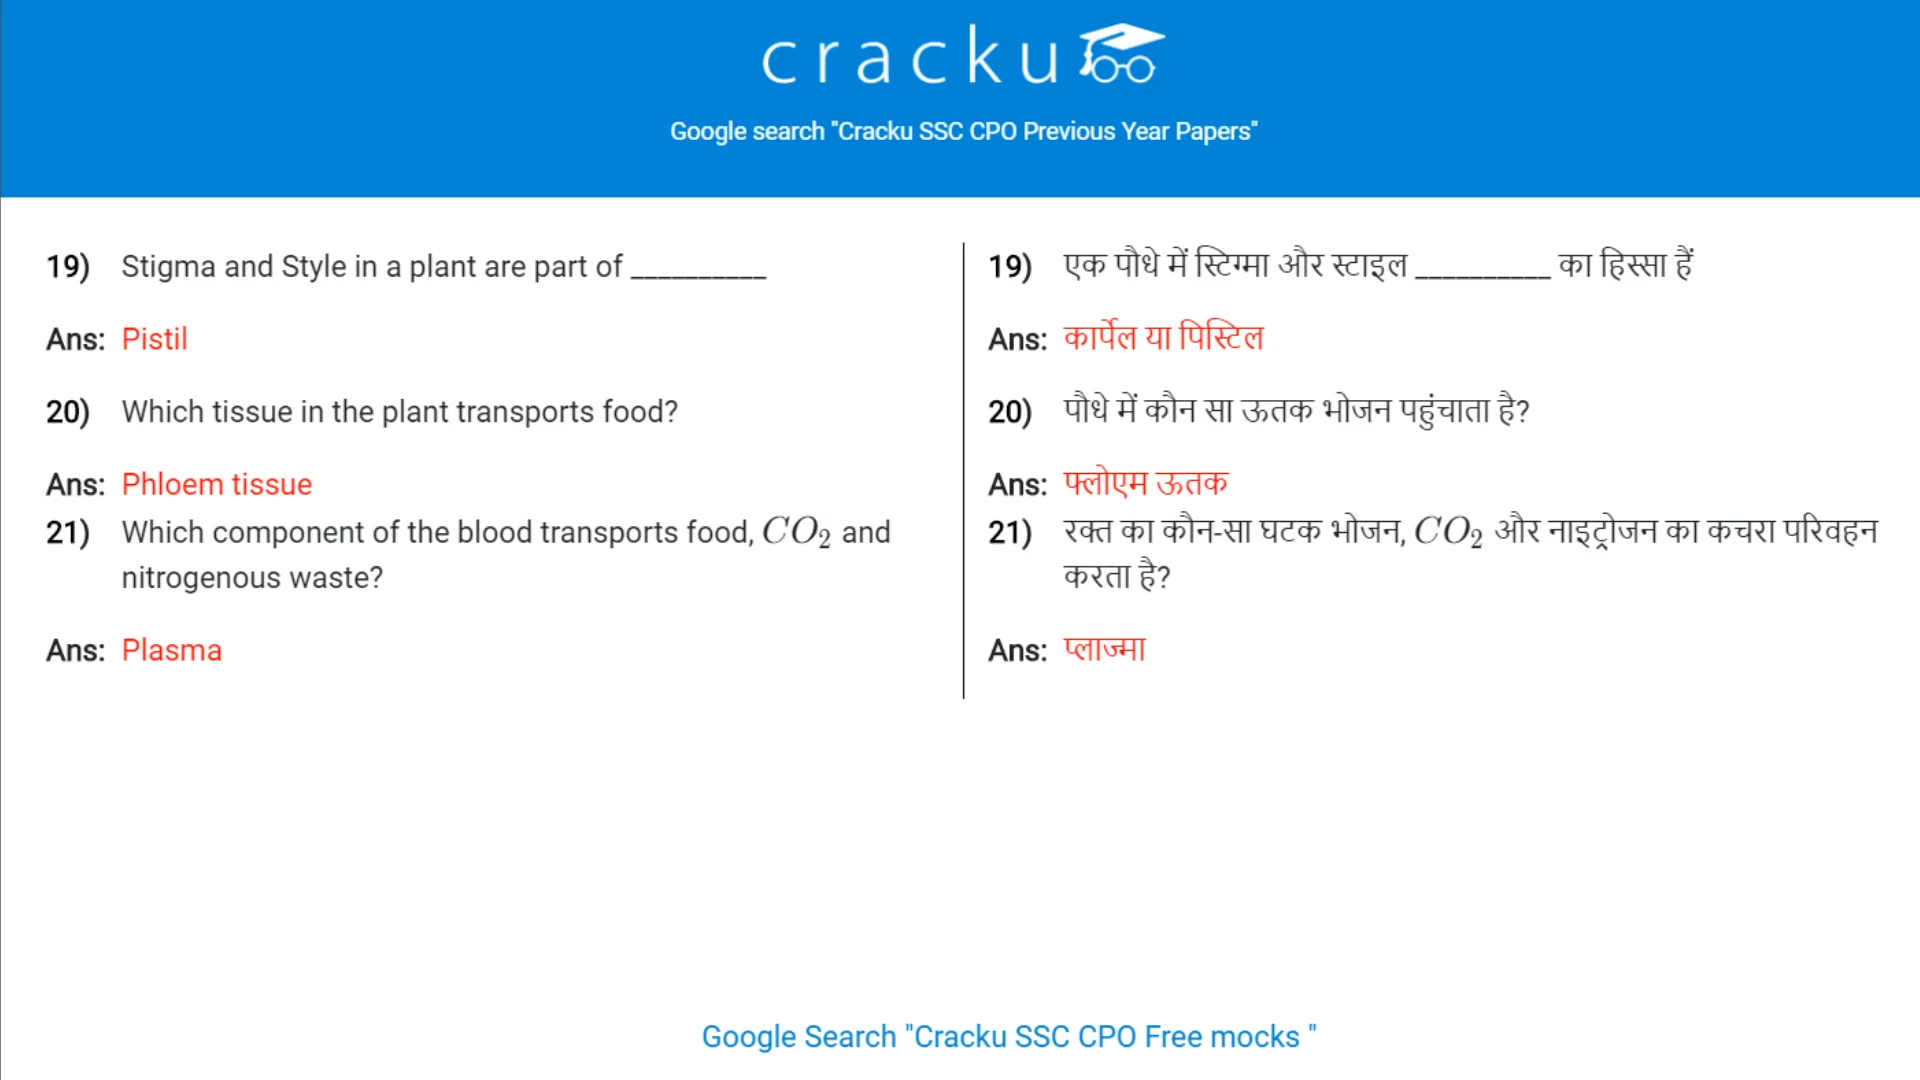 cracku
Google search "Cracku SSC CPO Previous Year Papers"
19) Stigma and Style in a plant are part of __________
Ans: Pistil
20) Which tissue in the plant transports food?
Ans: Phloem tissue
21) Which component of the blood transports food, CO₂ and
nitrogenous waste?
Ans: Plasma
19) एक पौधे में स्टिग्मा और स्टाइल __________ का हिस्सा हैं
Ans: कार्पेल या पिस्टिल
20) पौधे में कौन सा ऊतक भोजन पहुंचाता है?
Ans: फ्लोएम ऊतक
21) रक्त का कौन-सा घटक भोजन, CO₂ और नाइट्रोजन का कचरा परिवहन
करता है?
Ans: प्लाज्मा
Google Search "Cracku SSC CPO Free mocks "